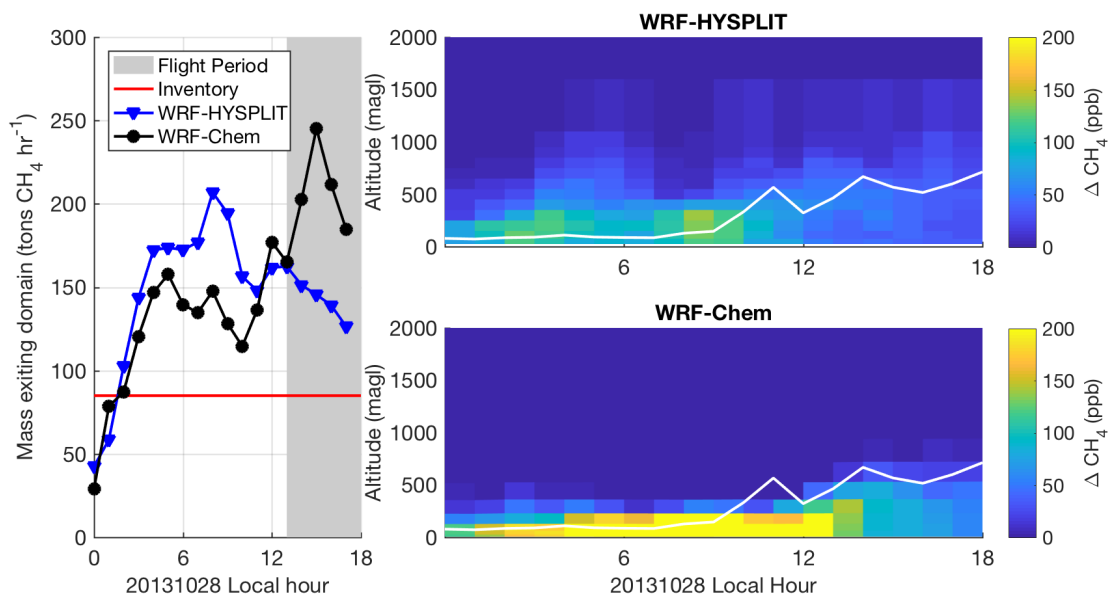 Mass exiting domain (tons CH4 hr-1)
300
250
200
150
100
50
0
Flight Period
Inventory
WRF-HYSPLIT
WRF-Chem
0
6
12
18
20131028 Local hour
WRF-HYSPLIT
Altitude (magl)
2000
1500
1000
500
0
6
12
18
200
150
100
50
0
Δ CH4 (ppb)
WRF-Chem
Altitude (magl)
2000
1500
1000
500
0
6
12
18
20131028 Local Hour
200
150
100
50
0
Δ CH4 (ppb)